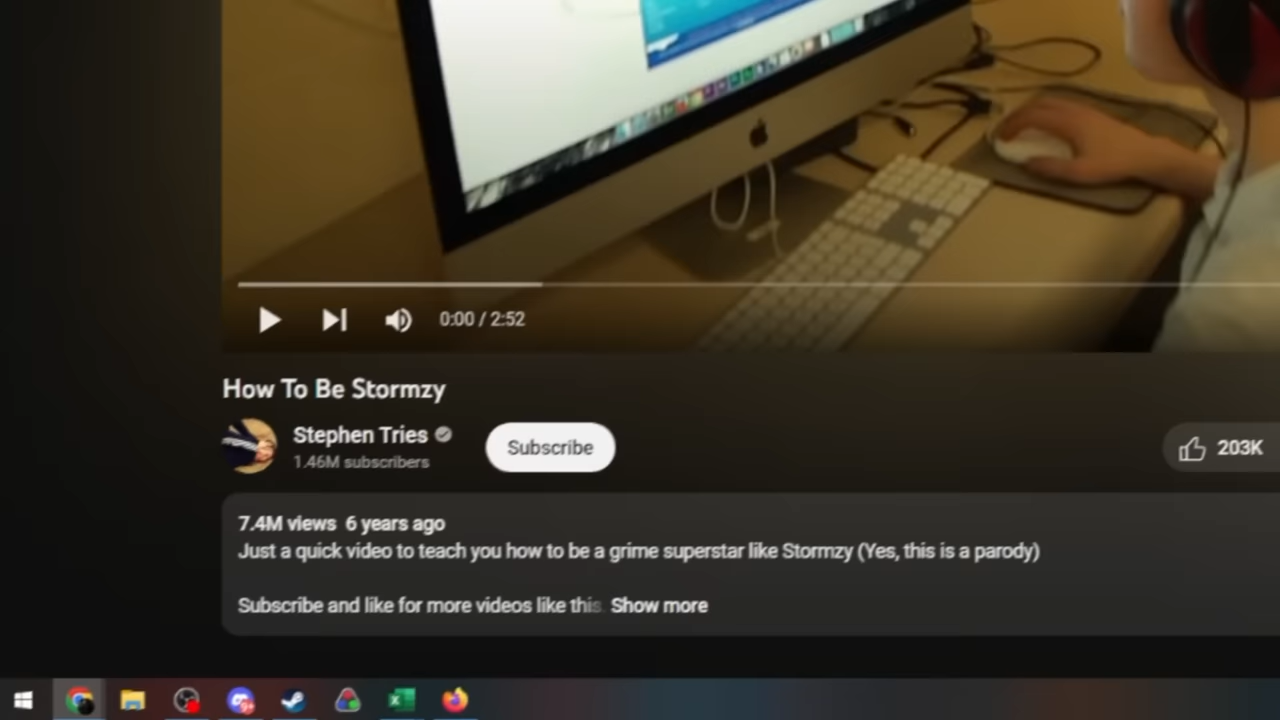 0:00 / 2:52
How To Be Stormzy
Stephen Tries
1.46M subscribers
Subscribe
203K
7.4M views 6 years ago
Just a quick video to teach you how to be a grime superstar like Stormzy (Yes, this is a parody)
Subscribe and like for more videos like this. Show more